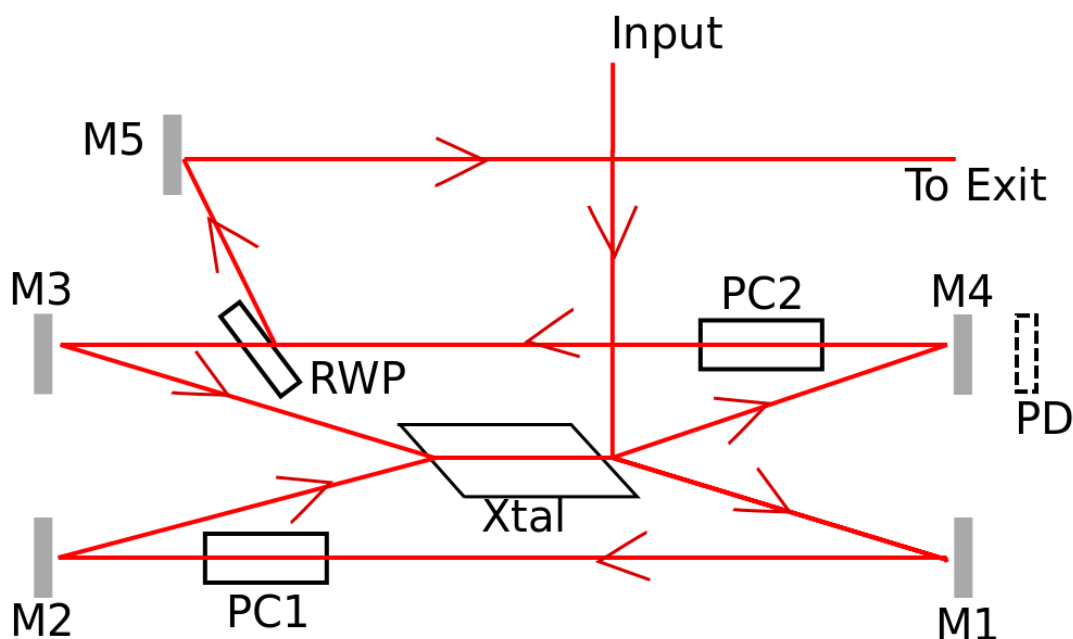 Input
M5
To Exit
M3
PC2
M4
RWP
PD
Xtal
M2
PC1
M1